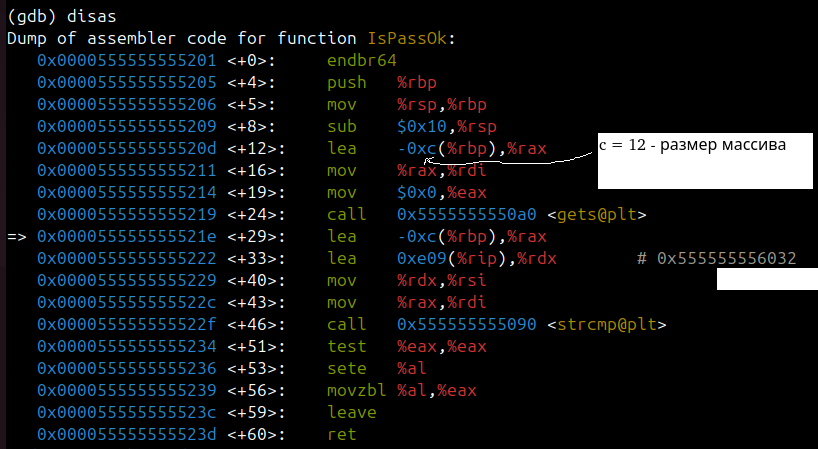 (gdb) disas
Dump of assembler code for function IsPassOk:
0x0000555555555201 <+0>: endbr64
0x0000555555555205 <+4>: push %rbp
0x0000555555555206 <+5>: mov %rsp,%rbp
0x0000555555555209 <+8>: sub $0x10,%rsp
0x000055555555520d <+12>: lea -0xc(%rbp),%rax
c = 12 - размер массива
0x0000555555555211 <+16>: mov %rax,%rdi
0x0000555555555214 <+19>: mov $0x0,%eax
0x0000555555555219 <+24>: call 0x5555555550a0 <gets@plt>
=> 0x000055555555521e <+29>: lea -0xc(%rbp),%rax
0x0000555555555222 <+33>: lea 0xe09(%rip),%rdx # 0x555555556032
0x0000555555555229 <+40>: mov %rdx,%rsi
0x000055555555522c <+43>: mov %rax,%rdi
0x000055555555522f <+46>: call 0x555555555090 <strcmp@plt>
0x0000555555555234 <+51>: test %eax,%eax
0x0000555555555236 <+53>: sete %al
0x0000555555555239 <+56>: movzbl %al,%eax
0x000055555555523c <+59>: leave
0x000055555555523d <+60>: ret